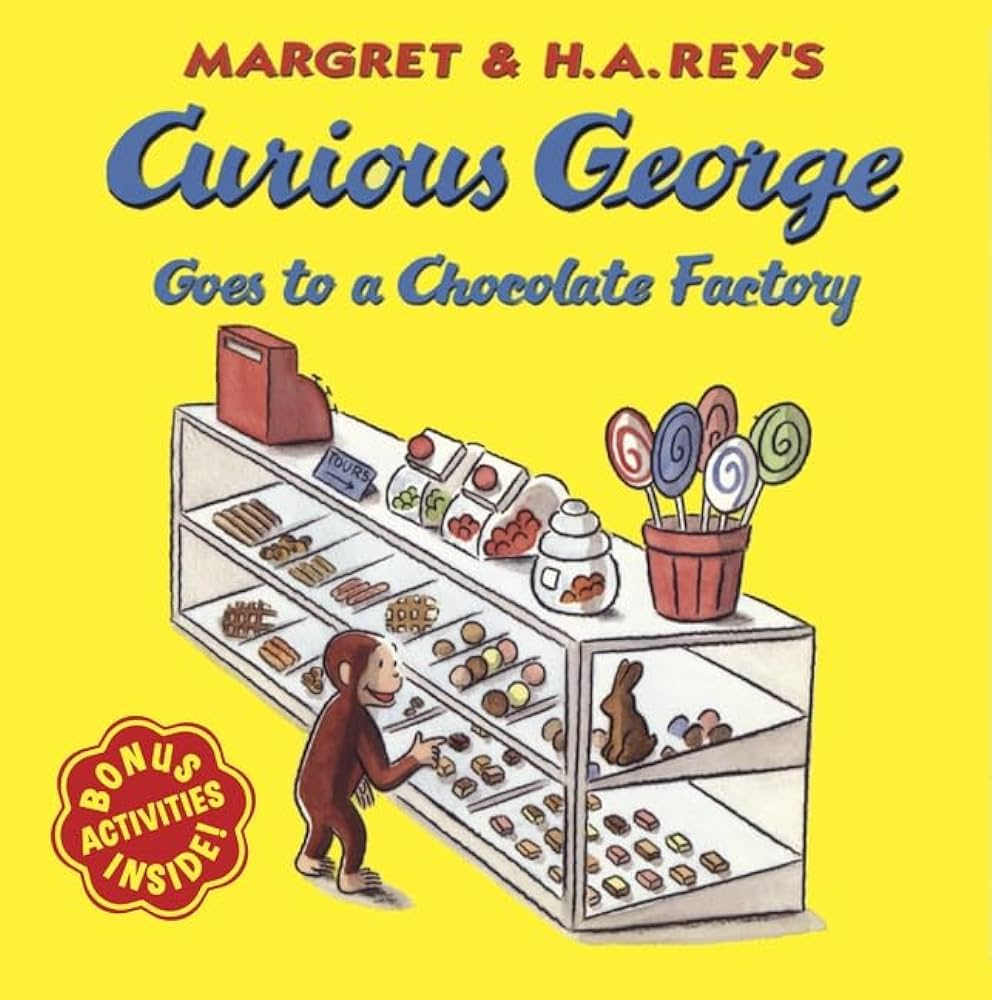 MARGRET & H.A. REY'S
Curious George
Goes to a Chocolate Factory
TOURS
BONUS
ACTIVITIES
INSIDE!